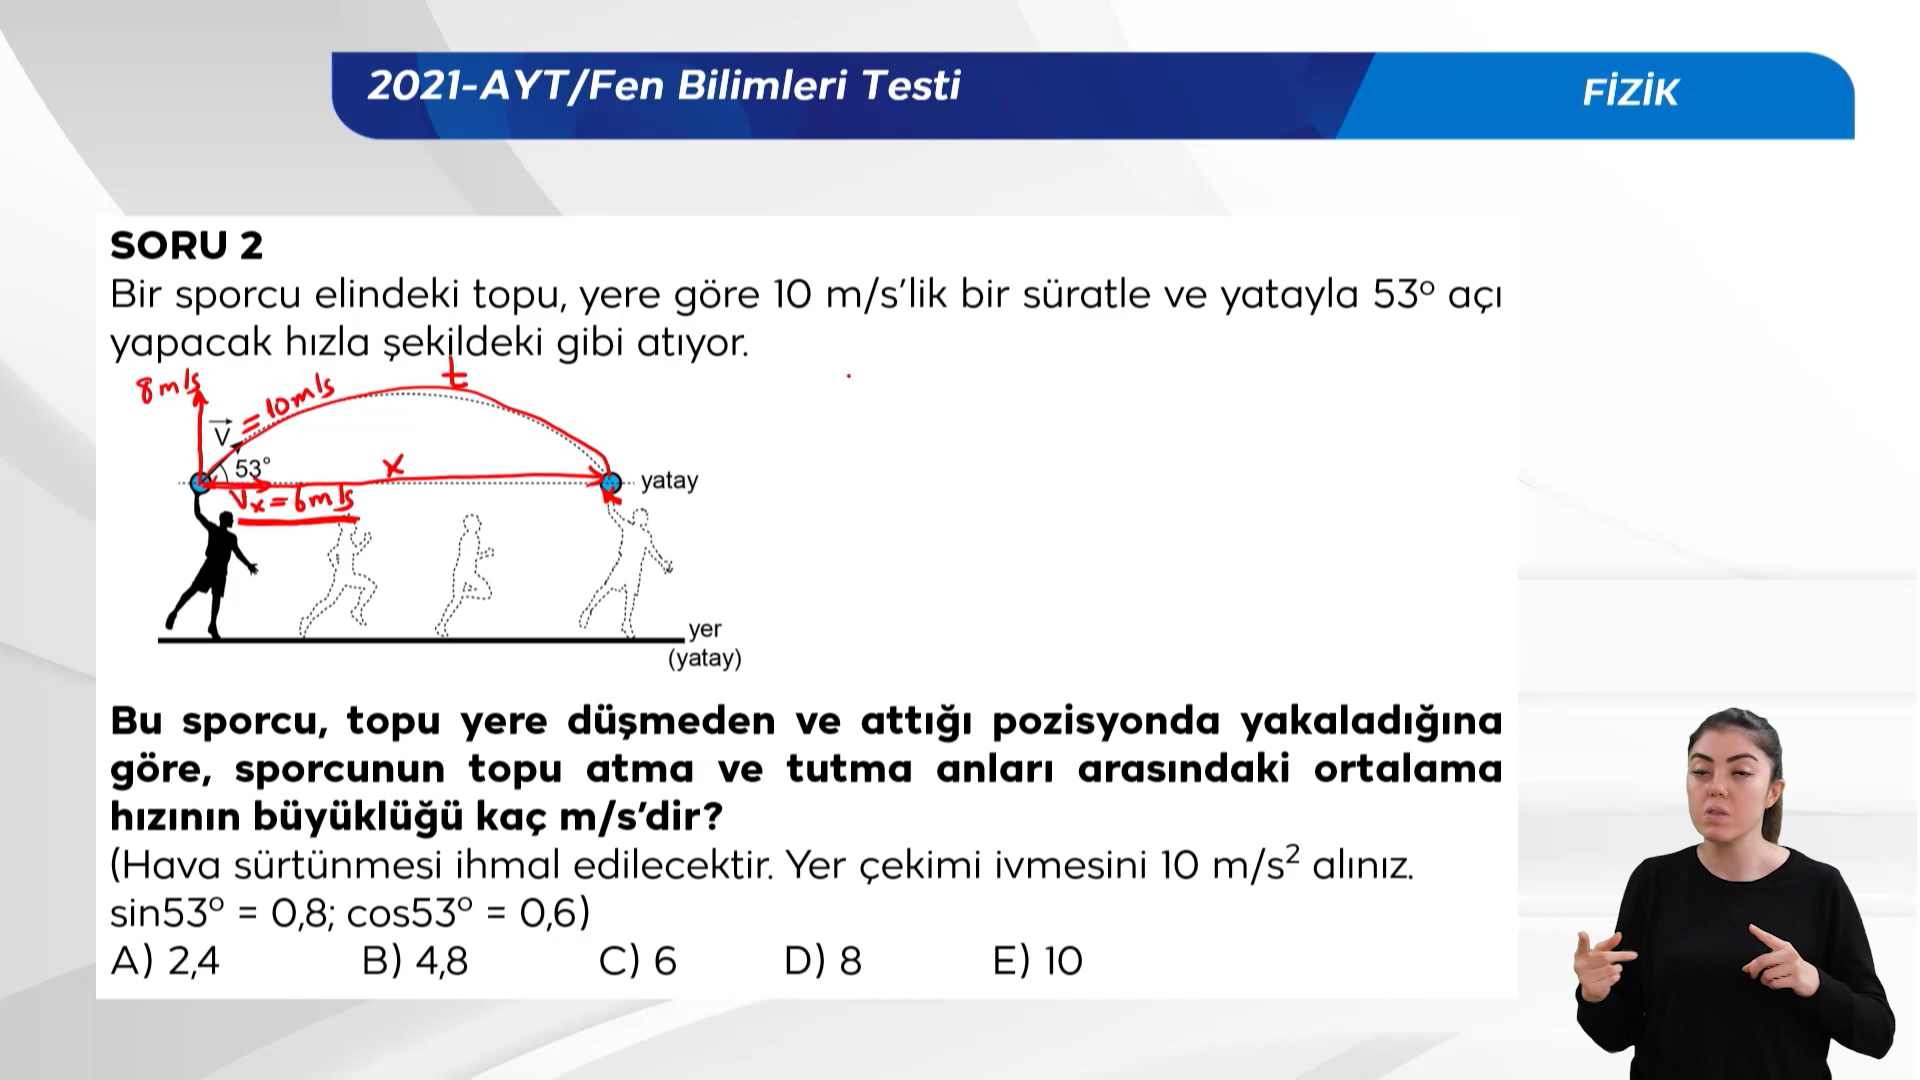 2021-AYT/Fen Bilimleri Testi
FİZİK
SORU 2
Bir sporcu elindeki topu, yere göre 10 m/s'lik bir süratle ve yatayla 53° açı
yapacak hızla şekildeki gibi atıyor.
8 m/s
t
V = 10 m/s
53°
x
yatay
Vx = 6 m/s
yer
(yatay)
Bu sporcu, topu yere düşmeden ve attığı pozisyonda yakaladığına
göre, sporcunun topu atma ve tutma anları arasındaki ortalama
hızının büyüklüğü kaç m/s'dir?
(Hava sürtünmesi ihmal edilecektir. Yer çekimi ivmesini 10 m/s² alınız.
sin53° = 0,8; cos53° = 0,6)
A) 2,4 B) 4,8 C) 6 D) 8 E) 10